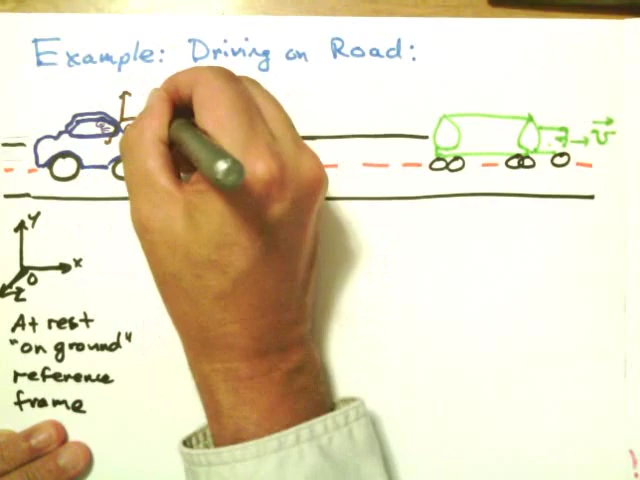 Example: Driving on Road:
v
y
x
O
z
At rest
"on ground"
reference
frame
!